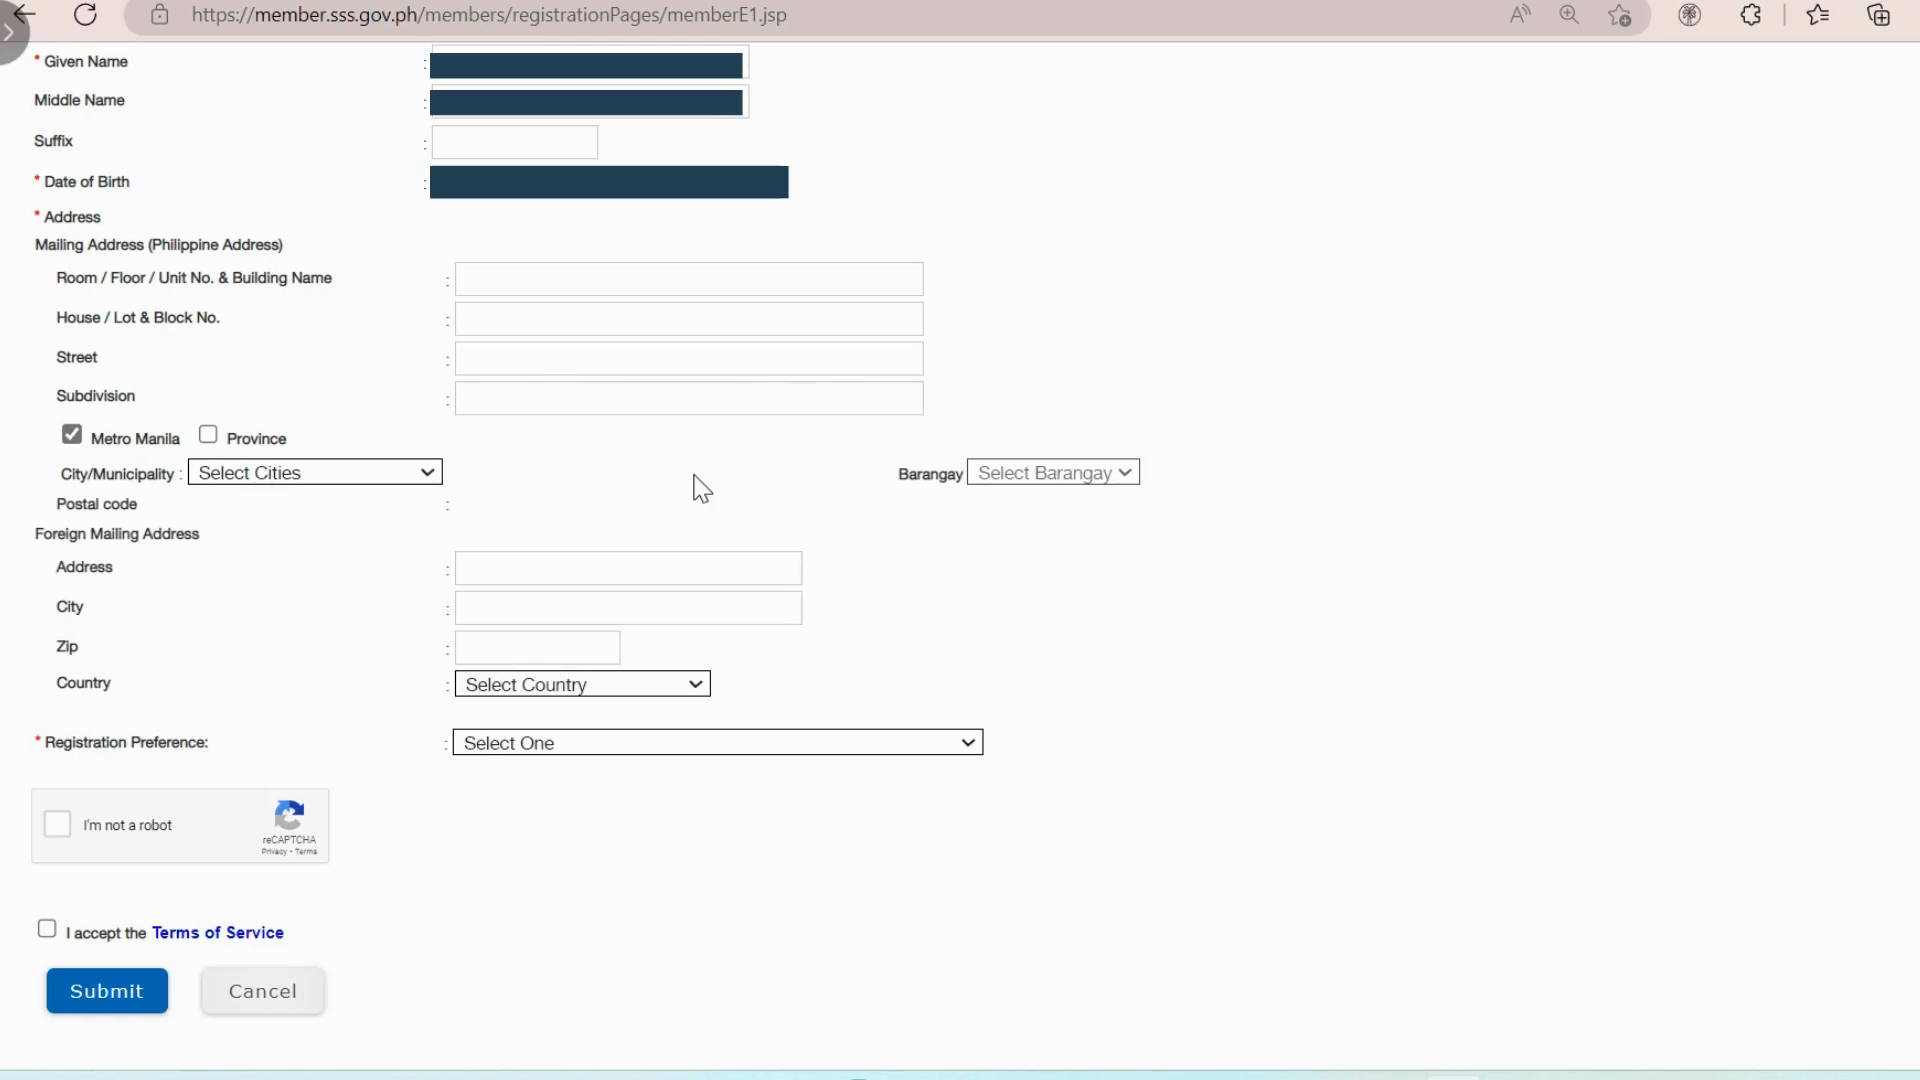 https://member.sss.gov.ph/members/registrationPages/memberE1.jsp
* Given Name :
Middle Name :
Suffix :
* Date of Birth :
* Address
Mailing Address (Philippine Address)
Room / Floor / Unit No. & Building Name :
House / Lot & Block No. :
Street :
Subdivision :
Metro Manila Province
City/Municipality : Select Cities Barangay Select Barangay
Postal code :
Foreign Mailing Address
Address :
City :
Zip :
Country : Select Country
* Registration Preference: : Select One
I'm not a robot
reCAPTCHA
Privacy - Terms
I accept the Terms of Service
Submit Cancel